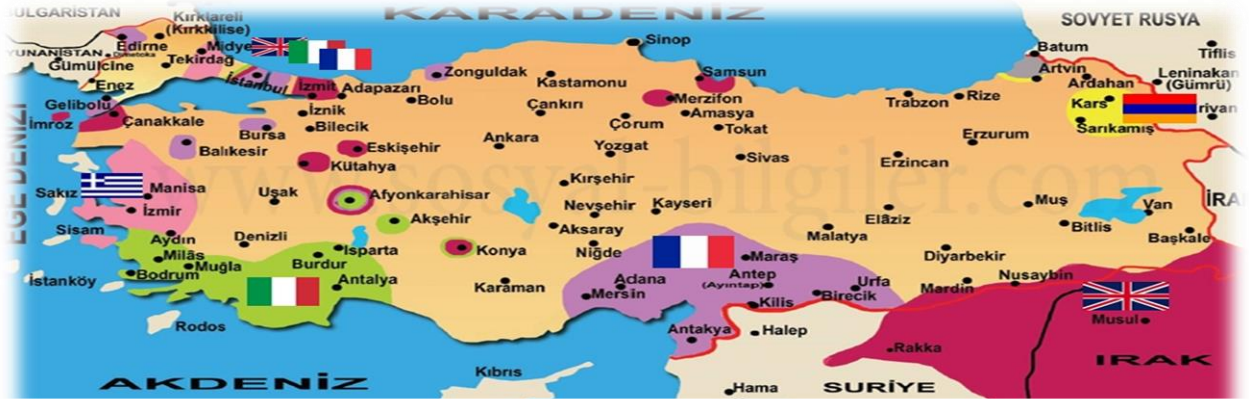 BULGARİSTAN
KARADENİZ
SOVYET RUSYA
Kırklareli
(Kırkkilise)
Edirne
Dimetoka
Midye
YUNANİSTAN
Gümülcine
Tekirdağ
Enez
İstanbul
İzmit
Adapazarı
Gelibolu
İmroz
Çanakkale
Zonguldak
Bolu
Kastamonu
Sinop
Samsun
Batum
Artvin
Ardahan
Tiflis
Leninakan
(Gümrü)
Kars
rivan
Sarıkamış
İznik
Bilecik
Bursa
Balıkesir
Eskişehir
Kütahya
Çankırı
Ankara
Çorum
Merzifon
Amasya
Tokat
Yozgat
Sivas
Trabzon
Rize
Erzurum
Erzincan
EGE DENİZİ
Sakız
Manisa
İzmir
Sisam
Uşak
Afyonkarahisar
Akşehir
Kırşehir
Nevşehir
Kayseri
Aksaray
Niğde
www.sosyal-bilgiler.com
Elâziz
Malatya
Muş
Bitlis
Van
Başkale
İRA
Aydın
Milâs
Muğla
Bodrum
İstanköy
Denizli
Isparta
Burdur
Antalya
Konya
Karaman
Rodos
Adana
Mersin
Maraş
Antep
(Ayıntap)
Kilis
Birecik
Urfa
Diyarbekir
Mardin
Nusaybin
Musul
Antakya
Halep
Rakka
IRAK
Hama
SURİYE
Kıbrıs
AKDENİZ